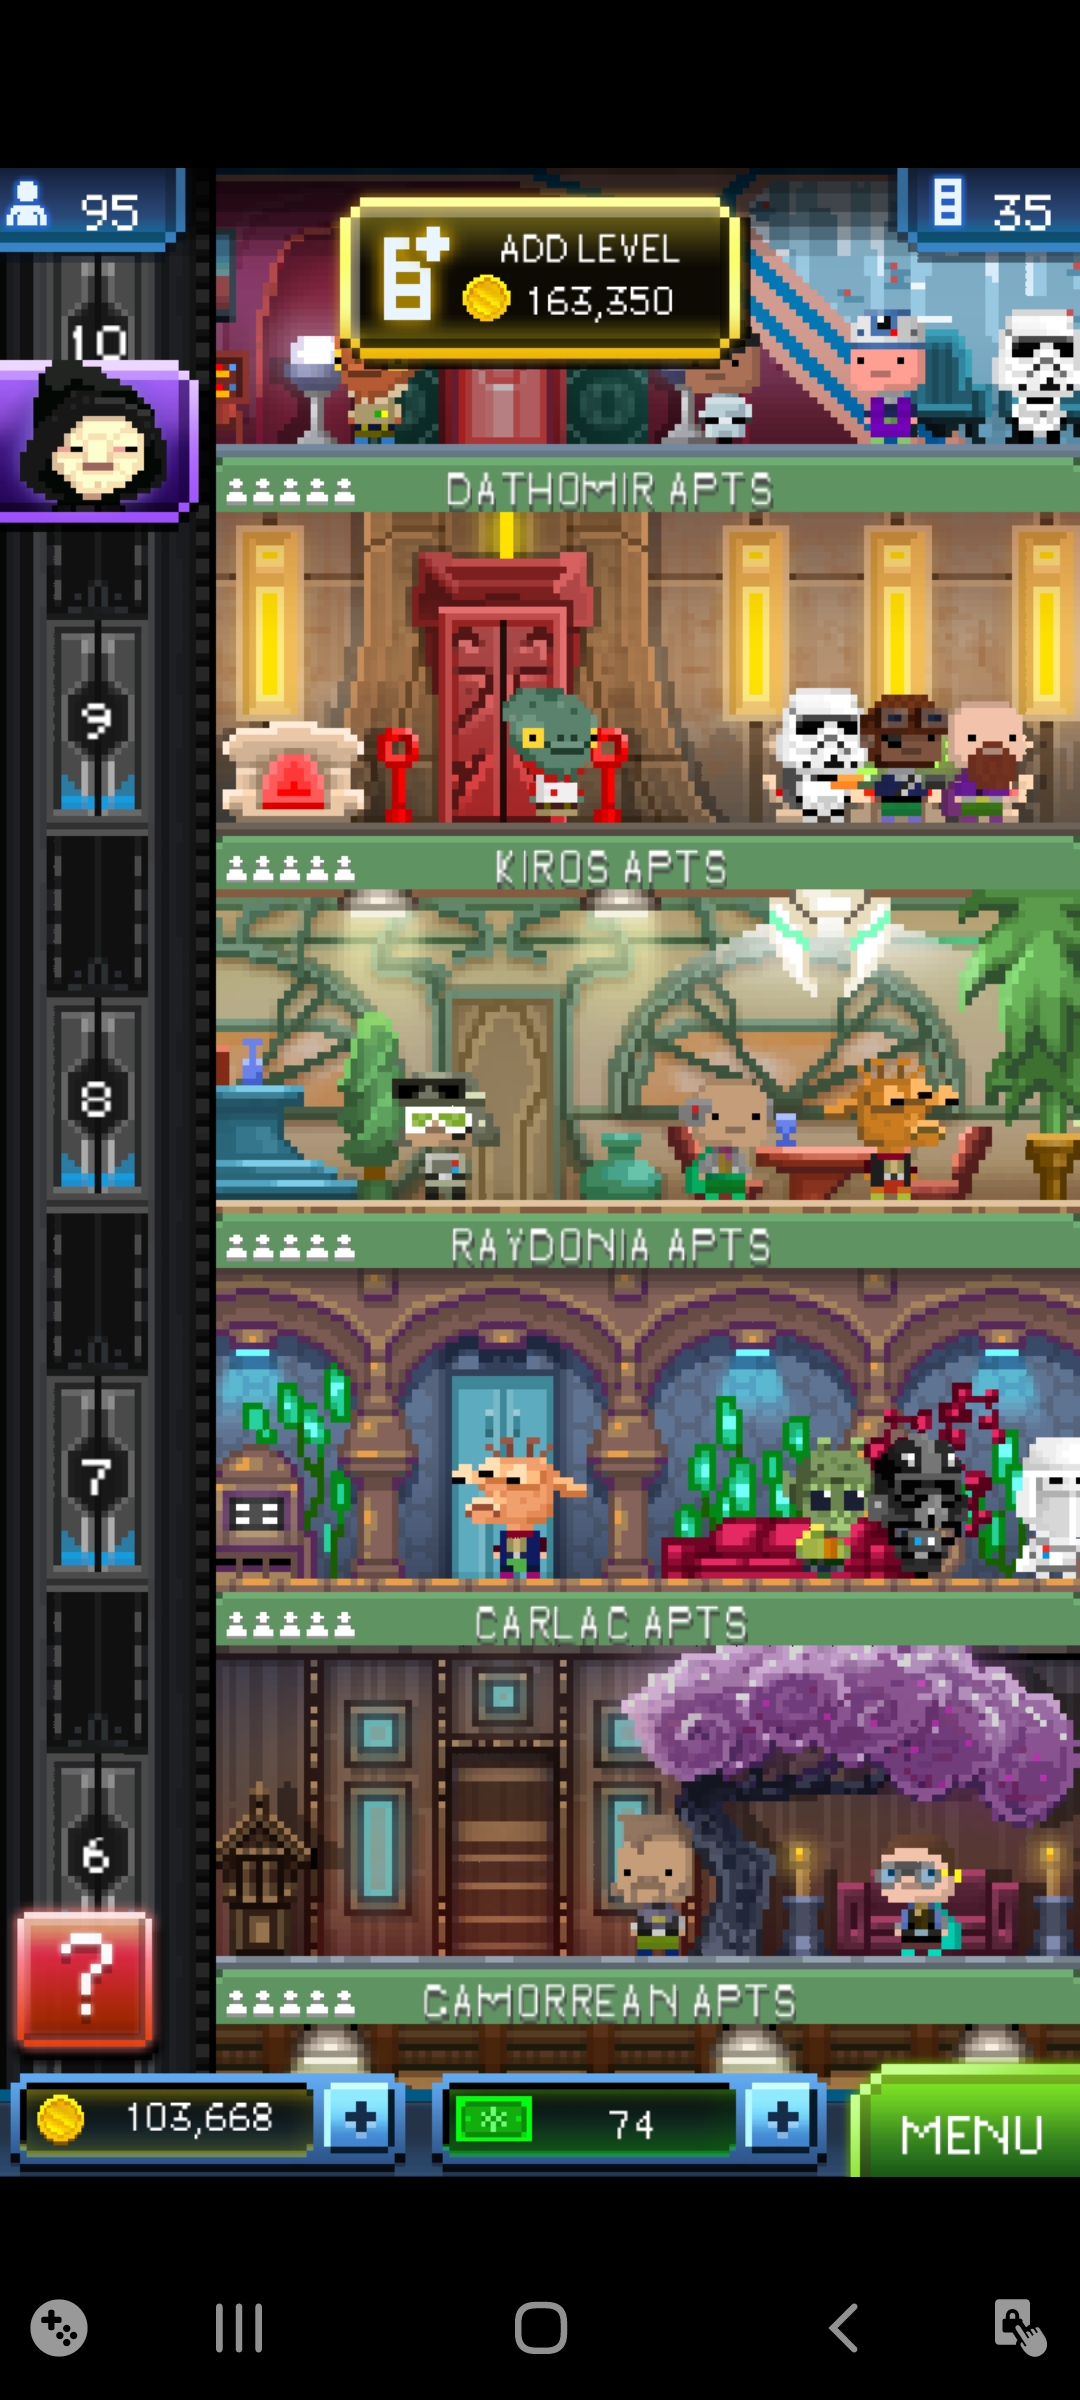 95
35
ADD LEVEL
163,350
10
DATHOMIR APTS
9
KIROS APTS
8
RAYDONIA APTS
7
CARLAC APTS
6
?
CAMORREAN APTS
103,668
+
74
+
MENU